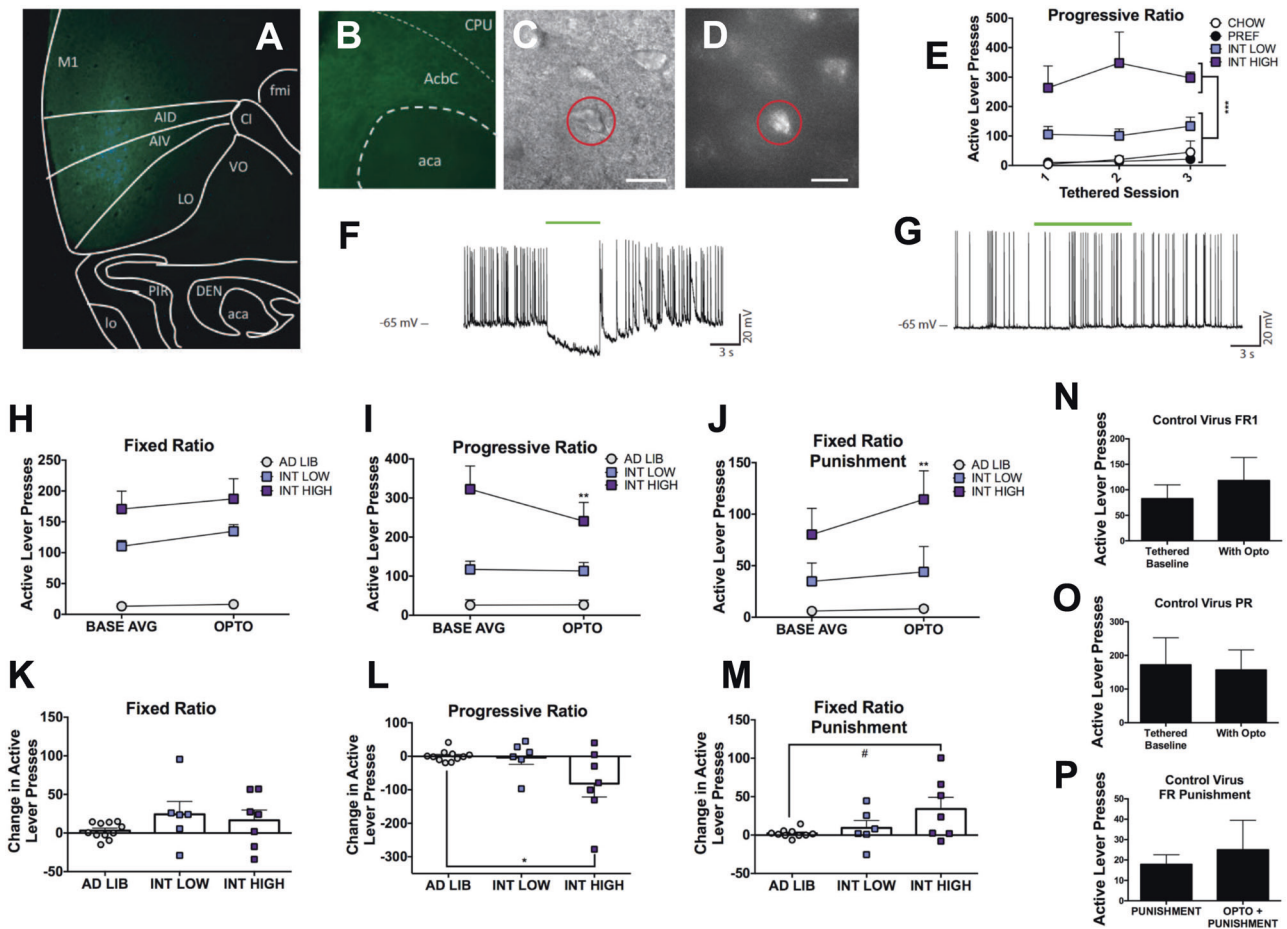 A
M1
AID
AIV
CI
fmi
VO
LO
PIR
DEN
aca
lo
B
CPU
AcbC
aca
C
D
E
Progressive Ratio
Active Lever Presses
500
400
300
200
100
0
CHOW
PREF
INT LOW
INT HIGH
***
1
2
3
Tethered Session
F
-65 mV
20 mV
3 s
G
-65 mV
20 mV
3 s
H
Fixed Ratio
Active Lever Presses
250
200
150
100
50
0
AD LIB
INT LOW
INT HIGH
BASE AVG
OPTO
I
Progressive Ratio
Active Lever Presses
400
300
200
100
0
AD LIB
INT LOW
INT HIGH
**
BASE AVG
OPTO
J
Fixed Ratio
Punishment
Active Lever Presses
150
100
50
0
**
AD LIB
INT LOW
INT HIGH
BASE AVG
OPTO
K
Fixed Ratio
Change in Active
Lever Presses
150
100
50
0
-50
AD LIB
INT LOW
INT HIGH
L
Progressive Ratio
Change in Active
Lever Presses
100
0
-100
-200
-300
*
AD LIB
INT LOW
INT HIGH
M
Fixed Ratio
Punishment
Change in Active
Lever Presses
150
100
50
0
-50
#
AD LIB
INT LOW
INT HIGH
N
Control Virus FR1
Active Lever Presses
200
150
100
50
0
Tethered
Baseline
With Opto
O
Control Virus PR
Active Lever Presses
300
200
100
0
Tethered
Baseline
With Opto
P
Control Virus
FR Punishment
Active Lever Presses
50
40
30
20
10
0
PUNISHMENT
OPTO +
PUNISHMENT